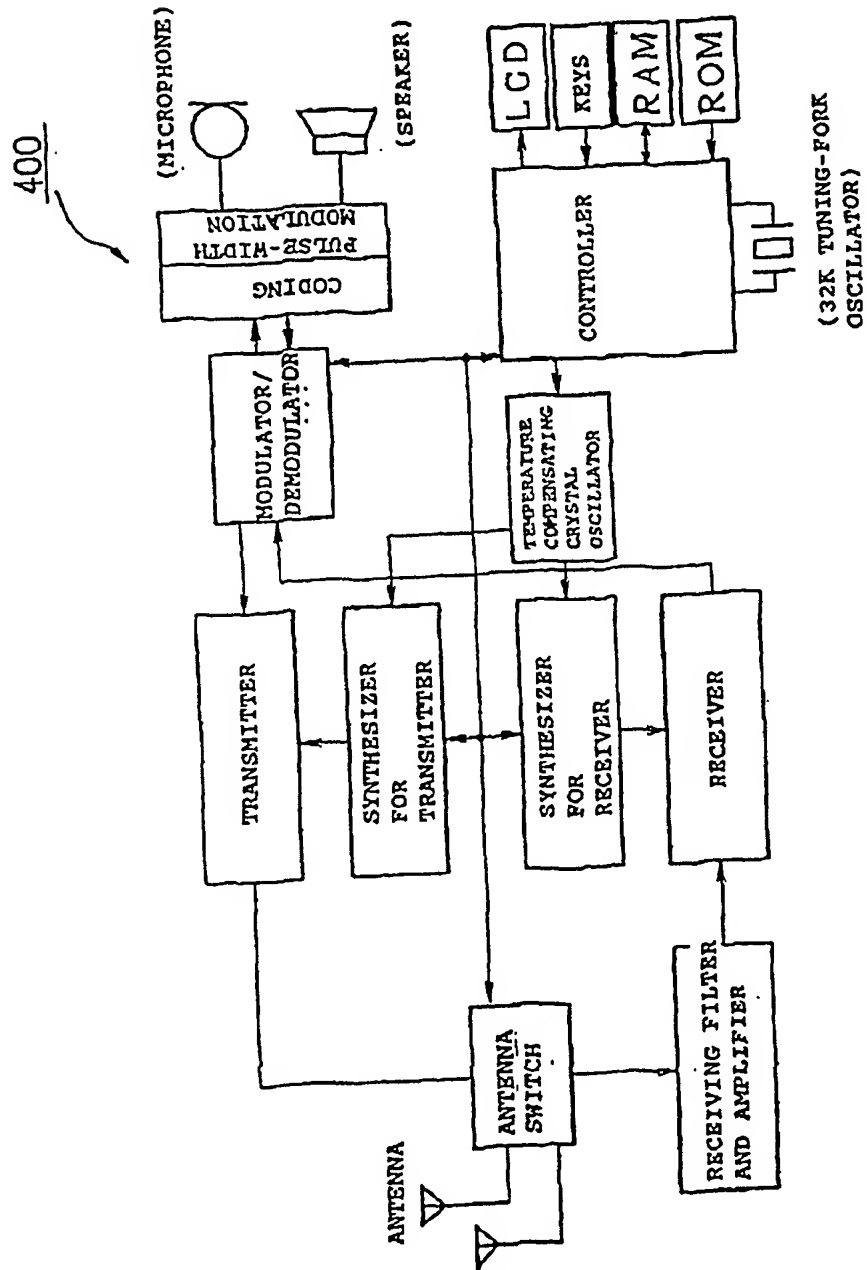 400
(MICROPHONE)
(SPEAKER)
PULSE-WIDTH
MODULATION
CODING
MODULATOR/
DEMODULATOR
LCD
KEYS
RAM
ROM
CONTROLLER
(32K TUNING-FORK
OSCILLATOR)
TEMPERATURE
COMPENSATING
CRYSTAL
OSCILLATOR
TRANSMITTER
SYNTHESIZER
FOR
TRANSMITTER
SYNTHESIZER
FOR
RECEIVER
RECEIVER
ANTENNA
ANTENNA
SWITCH
RECEIVING FILTER
AND AMPLIFIER